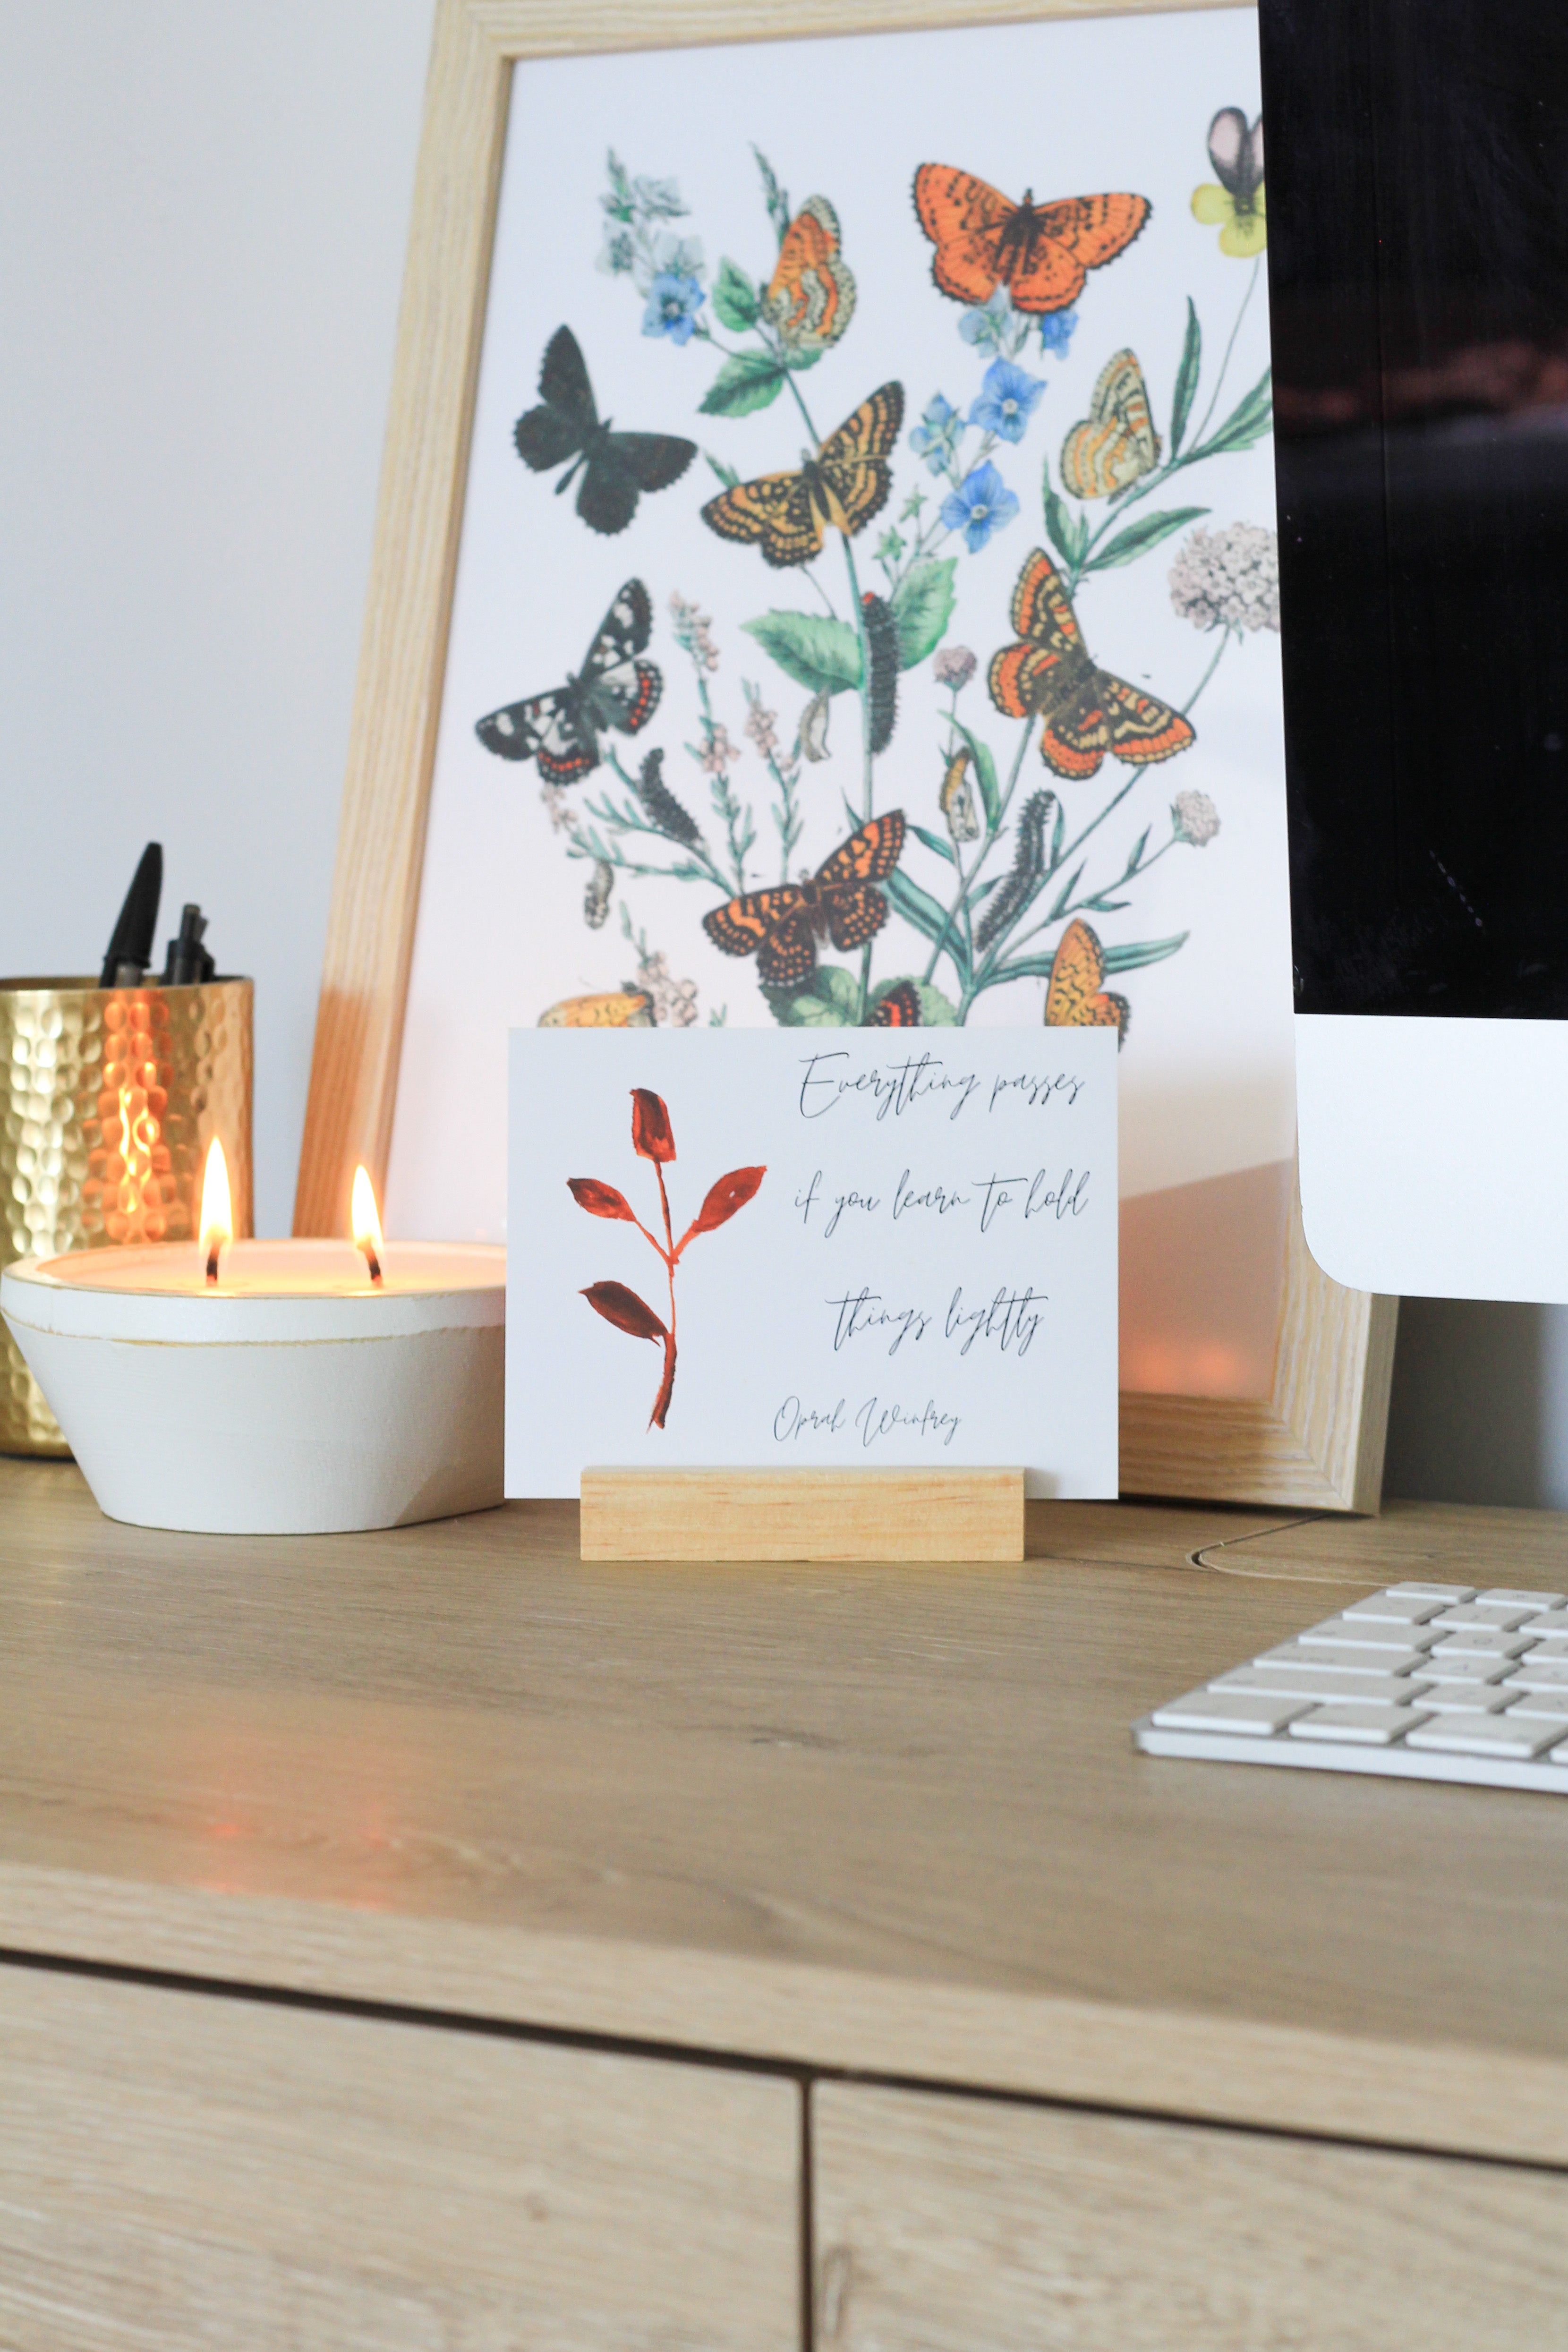 Everything passes
if you learn to hold
things lightly
Oprah Winfrey